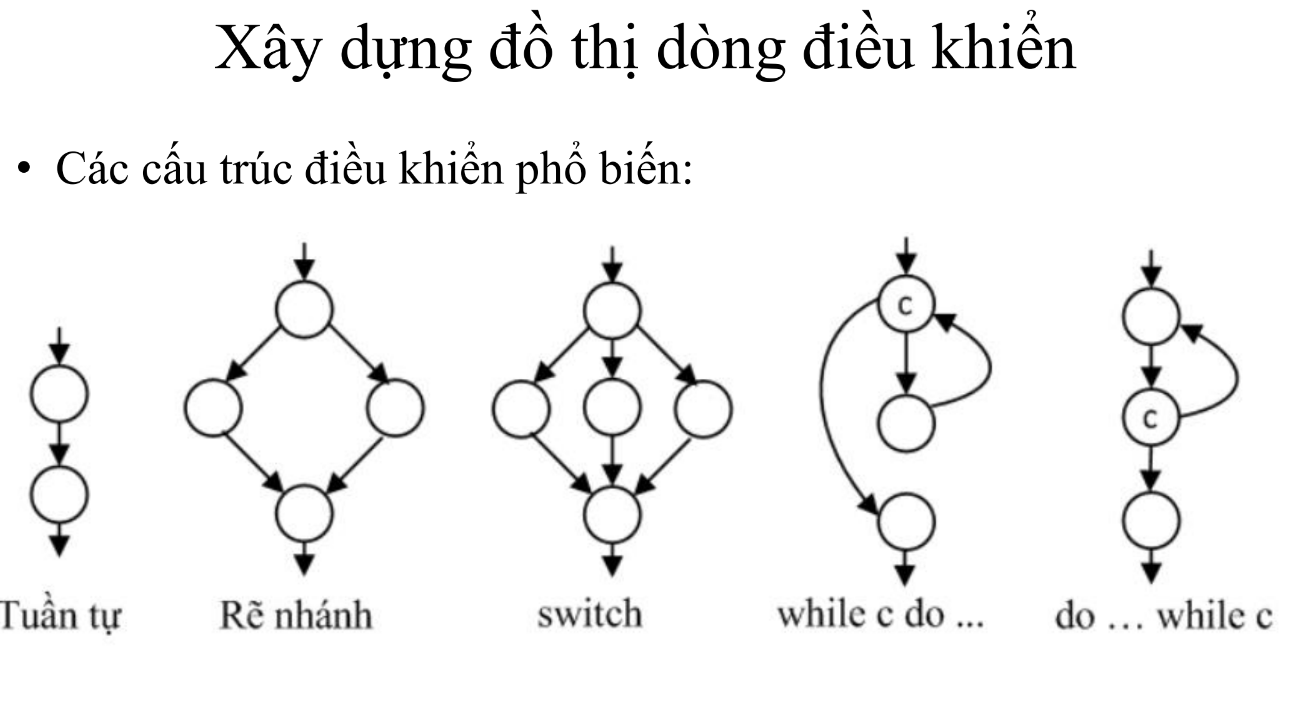 Xây dựng đồ thị dòng điều khiển
• Các cấu trúc điều khiển phổ biến:
c
c
Tuần tự
Rẽ nhánh
switch
while c do ...
do … while c